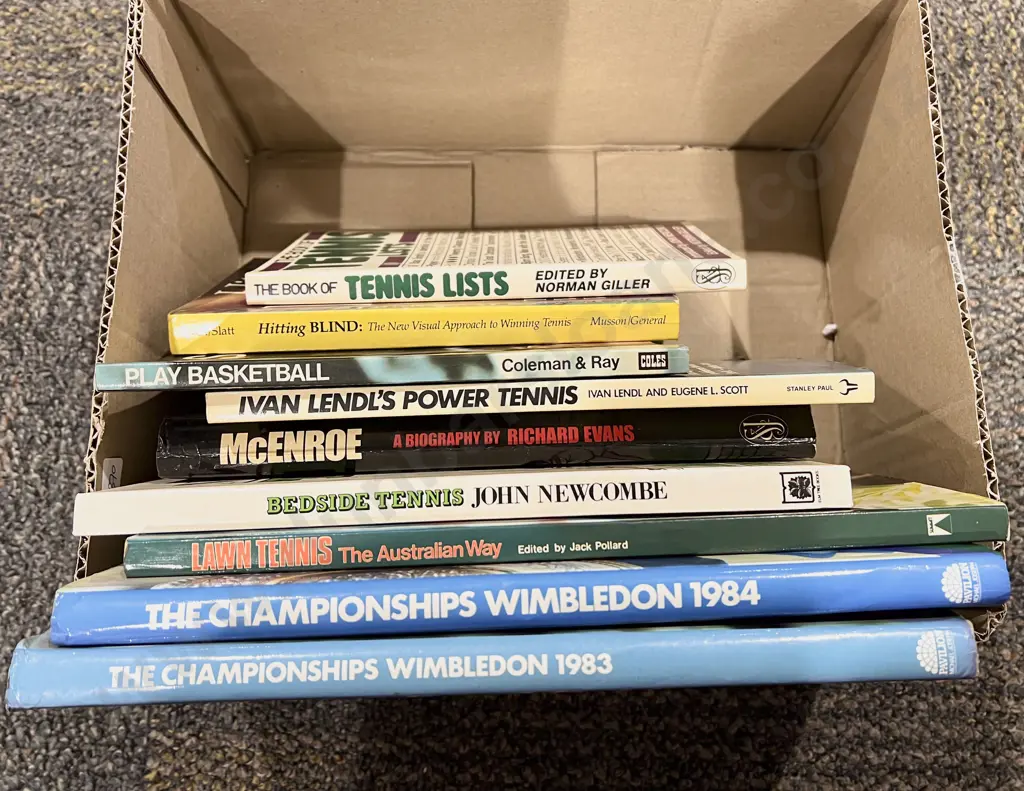 THE BOOK OF TENNIS LISTS EDITED BY NORMAN GILLER
Slatt Hitting BLIND: The New Visual Approach to Winning Tennis Musson/General
PLAY BASKETBALL Coleman & Ray COLES
IVAN LENDL'S POWER TENNIS IVAN LENDL AND EUGENE L. SCOTT STANLEY PAUL
McENROE A BIOGRAPHY BY RICHARD EVANS
BEDSIDE TENNIS JOHN NEWCOMBE
LAWN TENNIS The Australian Way Edited by Jack Pollard
THE CHAMPIONSHIPS WIMBLEDON 1984 PAVILION
THE CHAMPIONSHIPS WIMBLEDON 1983 PAVILION